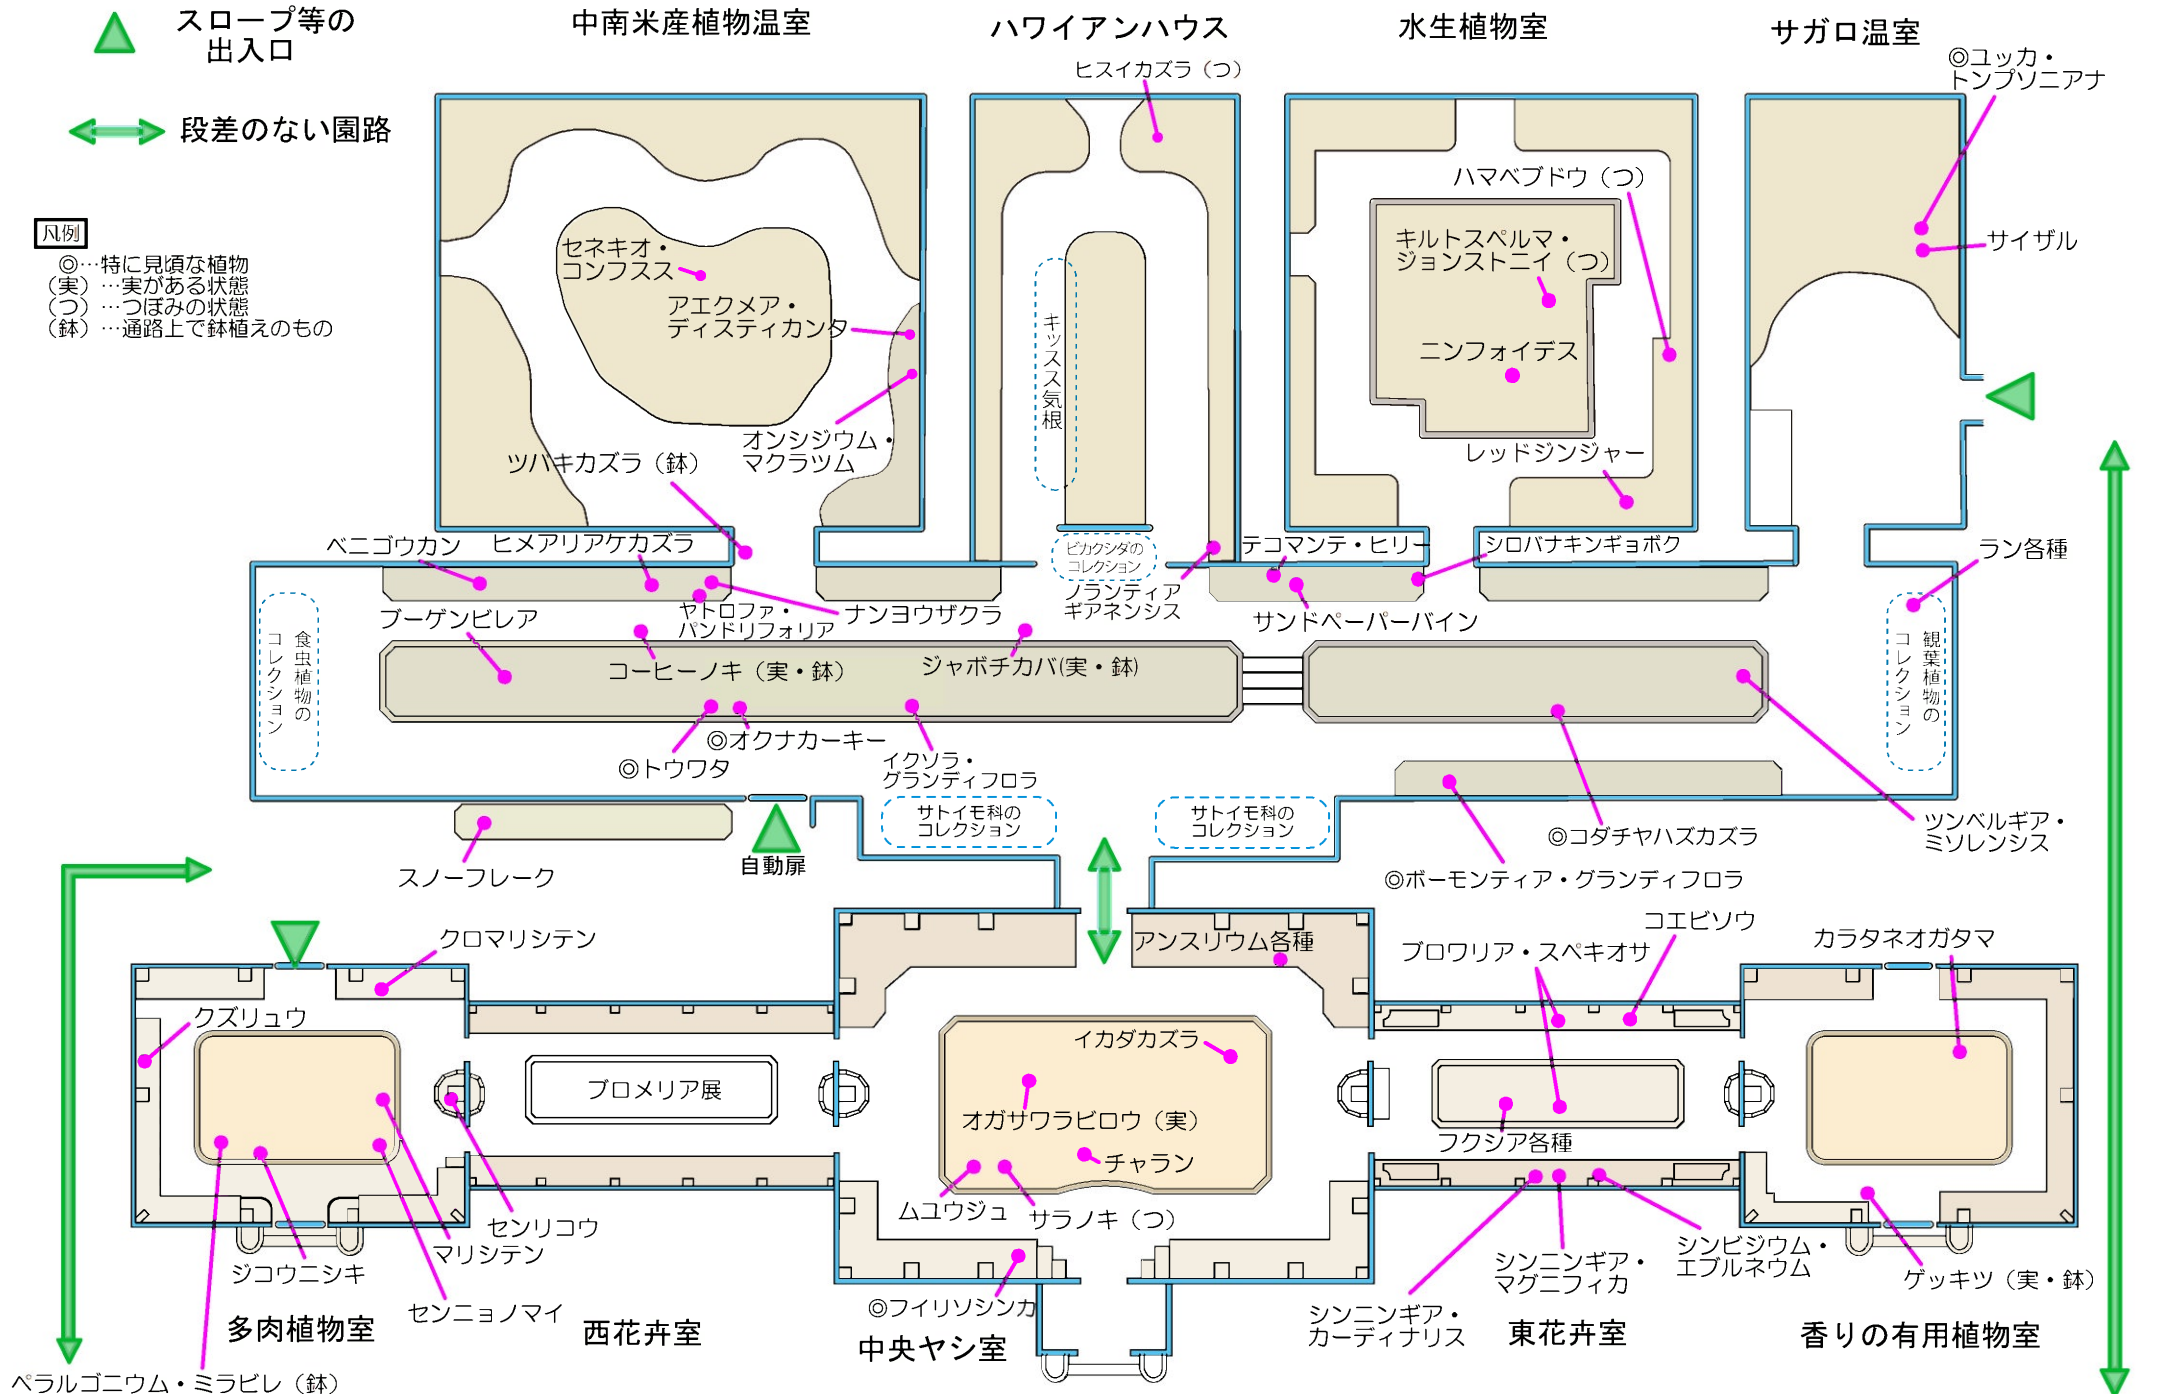 スロープ等の
出入口
中南米産植物温室
ハワイアンハウス
水生植物室
サガロ温室
段差のない園路
凡例
◎…特に見頃な植物
（実）…実がある状態
（つ）…つぼみの状態
（鉢）…通路上で鉢植えのもの
ヒスイカズラ（つ）
◎ユッカ・
トンプソニアナ
サイザル
ハマベブドウ（つ）
キルトスペルマ・
ジョンストニイ（つ）
ニンフォイデス
レッドジンジャー
セネキオ・
コンフスス
アエクメア・
ディスティカンタ
オンシジウム・
マクラツム
ツバキカズラ（鉢）
キッスス気根
ベニゴウカン
ヒメアリアケカズラ
ビカクシダの
コレクション
テコマンテ・ヒリー
シロバナキンギョボク
ラン各種
ブーゲンビレア
ヤトロファ・
パンドリフォリア
ナンヨウザクラ
ノランティア
ギアネンシス
サンドペーパーバイン
食虫植物の
コレクション
コーヒーノキ（実・鉢）
ジャボチカバ(実・鉢)
観葉植物の
コレクション
◎オクナカーキー
◎トウワタ
イクソラ・
グランディフロラ
サトイモ科の
コレクション
サトイモ科の
コレクション
◎コダチヤハズカズラ
ツンベルギア・
ミソレンシス
スノーフレーク
自動扉
◎ボーモンティア・グランディフロラ
クロマリシテン
アンスリウム各種
ブロワリア・スペキオサ
コエビソウ
カラタネオガタマ
クズリュウ
イカダカズラ
ブロメリア展
オガサワラビロウ（実）
フクシア各種
チャラン
ムユウジュ
サラノキ（つ）
センリコウ
マリシテン
ジコウニシキ
センニョノマイ
◎フイリソシンカ
シンニンギア・
カーディナリス
シンニンギア・
マグニフィカ
シンビジウム・
エブルネウム
ゲッキツ（実・鉢）
多肉植物室
西花卉室
中央ヤシ室
東花卉室
香りの有用植物室
ペラルゴニウム・ミラビレ（鉢）